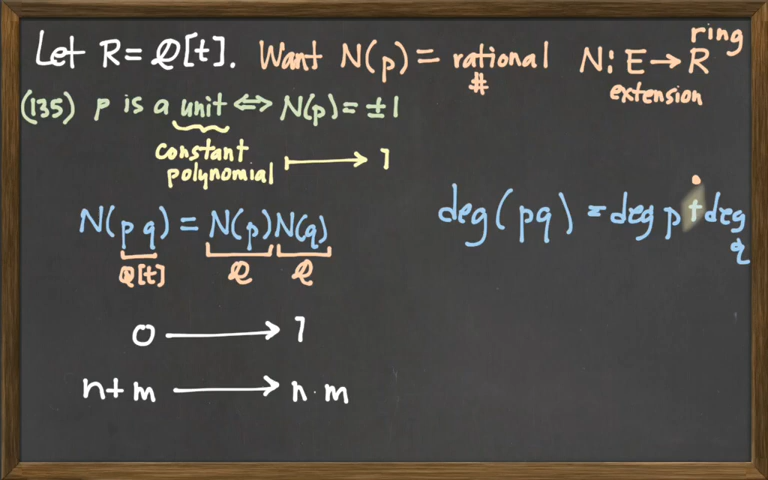 Let R = Q[t]. Want N(p) = rational # N: E → R ring
extension
(135) p is a unit ⇔ N(p) = ±1
constant polynomial ⟼ 1
N(pq) = N(p)N(q) deg(pq) = deg p + deg q
Q[t] Q Q
0 → 1
n+m → n·m